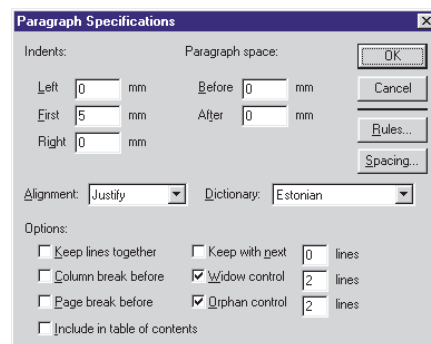 Paragraph Specifications
Indents: Paragraph space: OK
Left 0 mm Before 0 mm Cancel
First 5 mm After 0 mm
Right 0 mm Rules...
Spacing...
Alignment: Justify Dictionary: Estonian
Options:
Keep lines together Keep with next 0 lines
Column break before Widow control 2 lines
Page break before Orphan control 2 lines
Include in table of contents